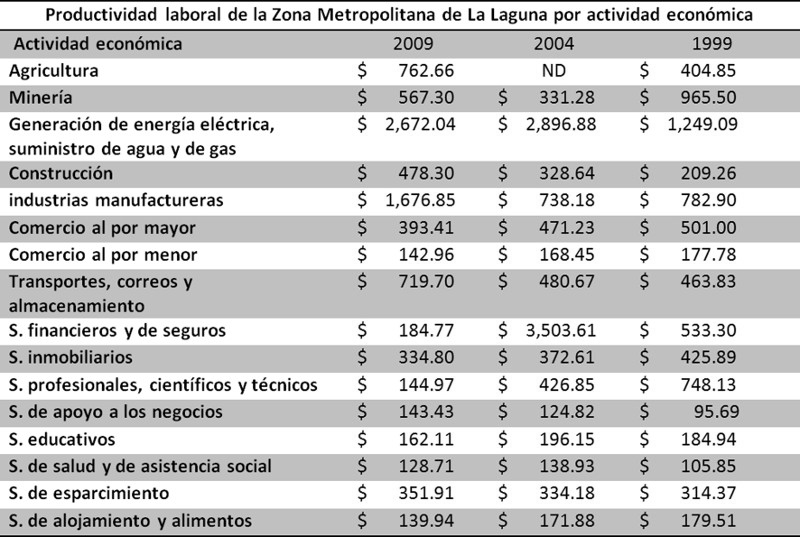 Productividad laboral de la Zona Metropolitana de La Laguna por actividad económica
Actividad económica 2009 2004 1999
Agricultura $ 762.66 ND $ 404.85
Minería $ 567.30 $ 331.28 $ 965.50
Generación de energía eléctrica, $ 2,672.04 $ 2,896.88 $ 1,249.09
suministro de agua y de gas
Construcción $ 478.30 $ 328.64 $ 209.26
industrias manufactureras $ 1,676.85 $ 738.18 $ 782.90
Comercio al por mayor $ 393.41 $ 471.23 $ 501.00
Comercio al por menor $ 142.96 $ 168.45 $ 177.78
Transportes, correos y $ 719.70 $ 480.67 $ 463.83
almacenamiento
S. financieros y de seguros $ 184.77 $ 3,503.61 $ 533.30
S. inmobiliarios $ 334.80 $ 372.61 $ 425.89
S. profesionales, científicos y técnicos $ 144.97 $ 426.85 $ 748.13
S. de apoyo a los negocios $ 143.43 $ 124.82 $ 95.69
S. educativos $ 162.11 $ 196.15 $ 184.94
S. de salud y de asistencia social $ 128.71 $ 138.93 $ 105.85
S. de esparcimiento $ 351.91 $ 334.18 $ 314.37
S. de alojamiento y alimentos $ 139.94 $ 171.88 $ 179.51